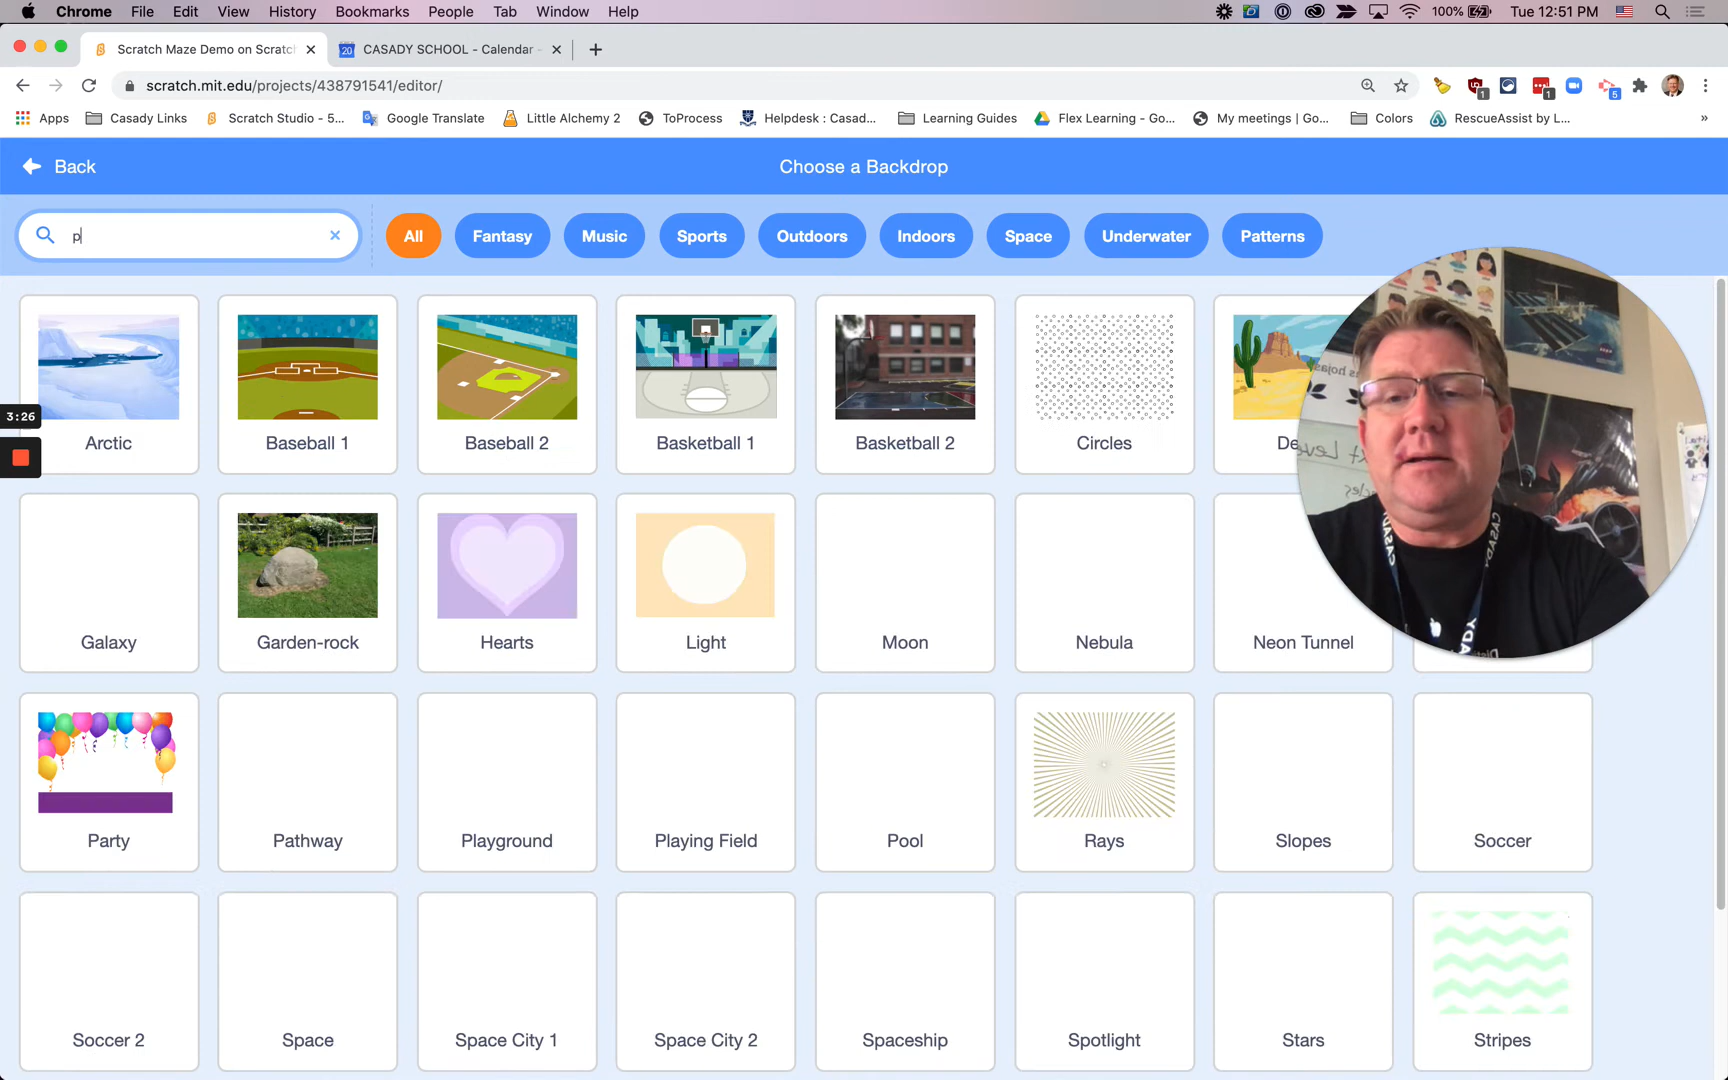 Chrome File Edit View History Bookmarks People Tab Window Help 100% Tue 12:51 PM
Scratch Maze Demo on Scratch
20 CASADY SCHOOL - Calendar -
scratch.mit.edu/projects/438791541/editor/
1 1 5
Apps Casady Links Scratch Studio - 5... Google Translate Little Alchemy 2 ToProcess Helpdesk : Casad... Learning Guides Flex Learning - Go... My meetings | Go... Colors RescueAssist by L... »
Back
Choose a Backdrop
p
All Fantasy Music Sports Outdoors Indoors Space Underwater Patterns
3:26
Arctic Baseball 1 Baseball 2 Basketball 1 Basketball 2 Circles De
Galaxy Garden-rock Hearts Light Moon Nebula Neon Tunnel
Party Pathway Playground Playing Field Pool Rays Slopes Soccer
Soccer 2 Space Space City 1 Space City 2 Spaceship Spotlight Stars Stripes